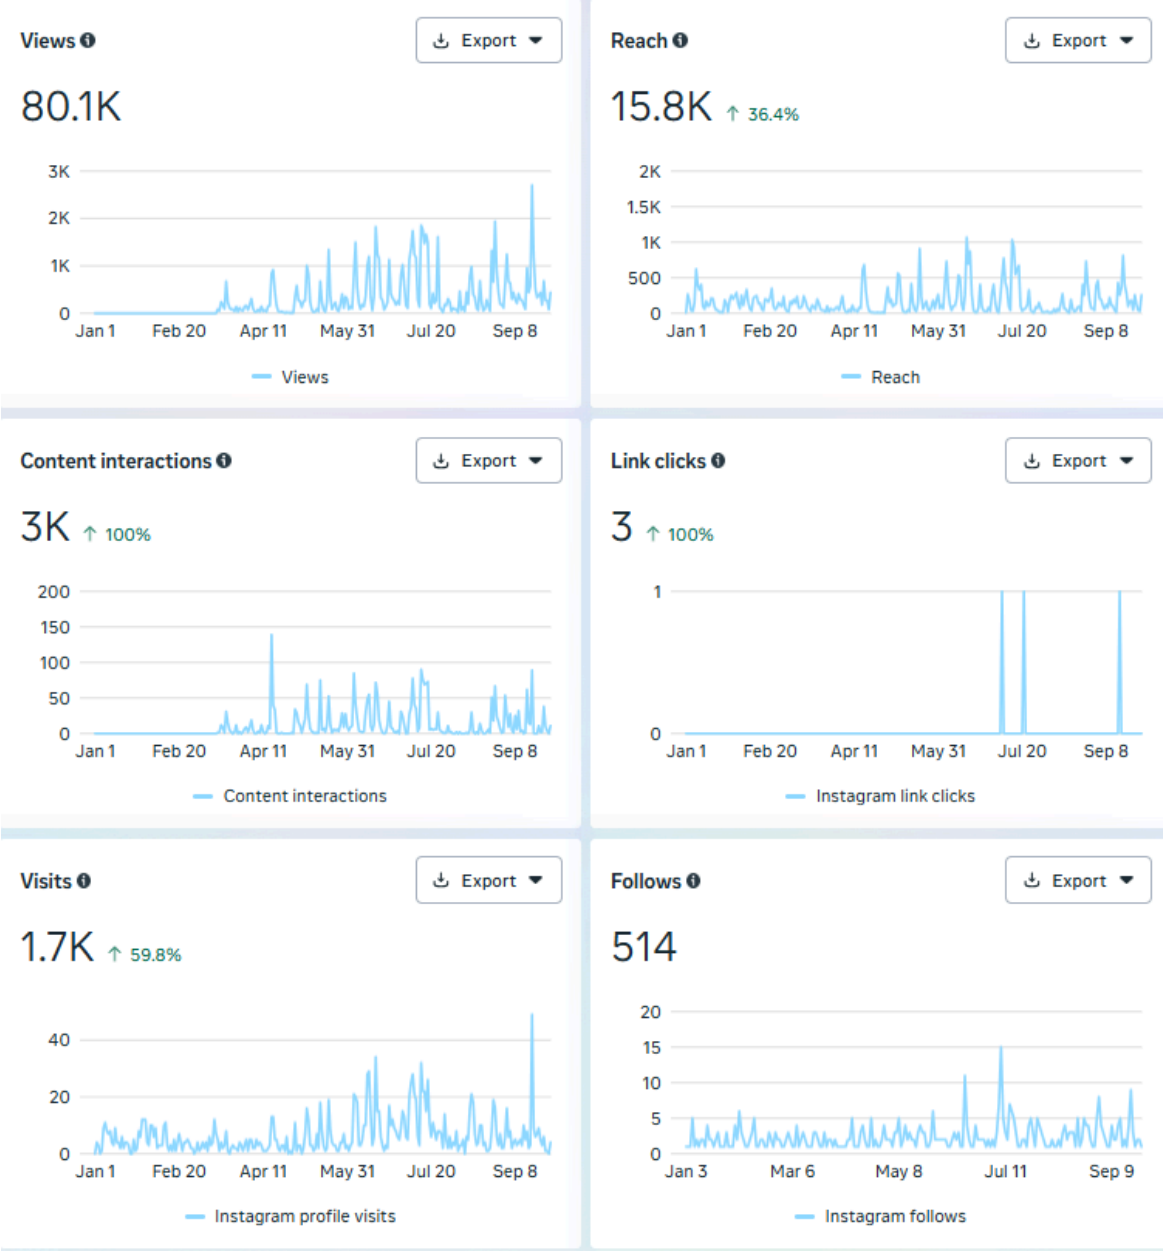 Views
Export
80.1K
3K
2K
1K
0
Jan 1 Feb 20 Apr 11 May 31 Jul 20 Sep 8
Views
Reach
Export
15.8K ↑ 36.4%
2K
1.5K
1K
500
0
Jan 1 Feb 20 Apr 11 May 31 Jul 20 Sep 8
Reach
Content interactions
Export
3K ↑ 100%
200
150
100
50
0
Jan 1 Feb 20 Apr 11 May 31 Jul 20 Sep 8
Content interactions
Link clicks
Export
3 ↑ 100%
1
0
Jan 1 Feb 20 Apr 11 May 31 Jul 20 Sep 8
Instagram link clicks
Visits
Export
1.7K ↑ 59.8%
40
20
0
Jan 1 Feb 20 Apr 11 May 31 Jul 20 Sep 8
Instagram profile visits
Follows
Export
514
20
15
10
5
0
Jan 3 Mar 6 May 8 Jul 11 Sep 9
Instagram follows